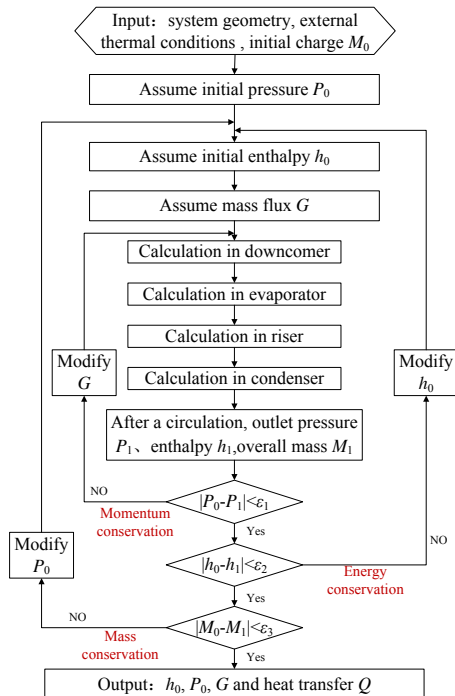 Input：system geometry, external
thermal conditions , initial charge M₀
Assume initial pressure P₀
Assume initial enthalpy h₀
Assume mass flux G
Calculation in downcomer
Calculation in evaporator
Calculation in riser
Calculation in condenser
Modify
G
Modify
h₀
After a circulation, outlet pressure
P₁、enthalpy h₁,overall mass M₁
NO
|P₀-P₁|<ε₁
Momentum
conservation
Yes
Modify
P₀
|h₀-h₁|<ε₂
NO
Energy
conservation
Yes
NO
|M₀-M₁|<ε₃
Mass
conservation
Yes
Output：h₀, P₀, G and heat transfer Q